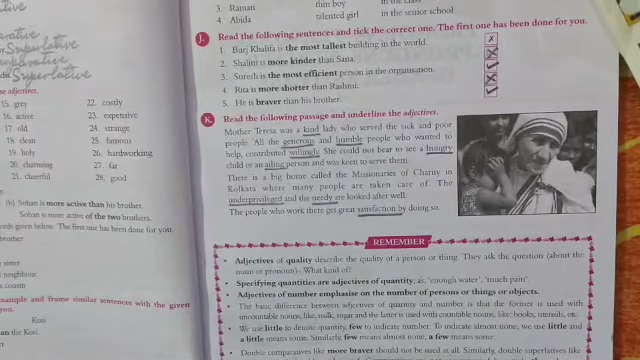 ative
3. Raman thin boy in the class
4. Abida talented girl in the senior school
arative
Superlative
mparative
Superlative
se adjectives.
15. grey 22. costly
16. active 23. expensive
17. old 24. strange
18. clean 25. famous
19. holy 26. hardworking
20. charming 27. fair
21. cheerful 28. good
(b) Sohan is more active than his brother.
Sohan is more active of the two brothers.
ords given below. The first one has been done for you.
brother
sister
neighbour
s cousin
xample and frame similar sentences with the given
you.
Kosi
an the Kosi.
J. Read the following sentences and tick the correct one. The first one has been done for you.
1. Burj Khalifa is the most tallest building in the world. ✗
2. Shalini is more kinder than Sana. ✗
3. Suresh is the most efficient person in the organisation. ✓
4. Rita is more shorter than Rashmi. ✗
5. He is braver than his brother. ✓
K. Read the following passage and underline the adjectives.
Mother Teresa was a kind lady who served the sick and poor
people. All the generous and humble people who wanted to
help, contributed willingly. She could not bear to see a hungry
child or an ailing person and was keen to serve them.
There is a big home called the Missionaries of Charity in
Kolkata where many people are taken care of. The
underprivileged and the needy are looked after well.
The people who work there get great satisfaction by doing so.
REMEMBER
• Adjectives of quality describe the quality of a person or thing. They ask the question (about the
noun or pronoun)—What kind of?
• Specifying quantities are adjectives of quantity; as, 'enough water', 'much pain'.
• Adjectives of number emphasise on the number of persons or things or objects.
• The basic difference between adjectives of quantity and number is that the former is used with
uncountable nouns, like, milk, sugar and the latter is used with countable nouns, like: books, utensils, etc.
• We use little to denote quantity, few to indicate number. To indicate almost none, we use little and
a little means some. Similarly, few means almost none, a few means some.
• Double comparatives like more braver should not be used at all. Similarly, double superlatives like